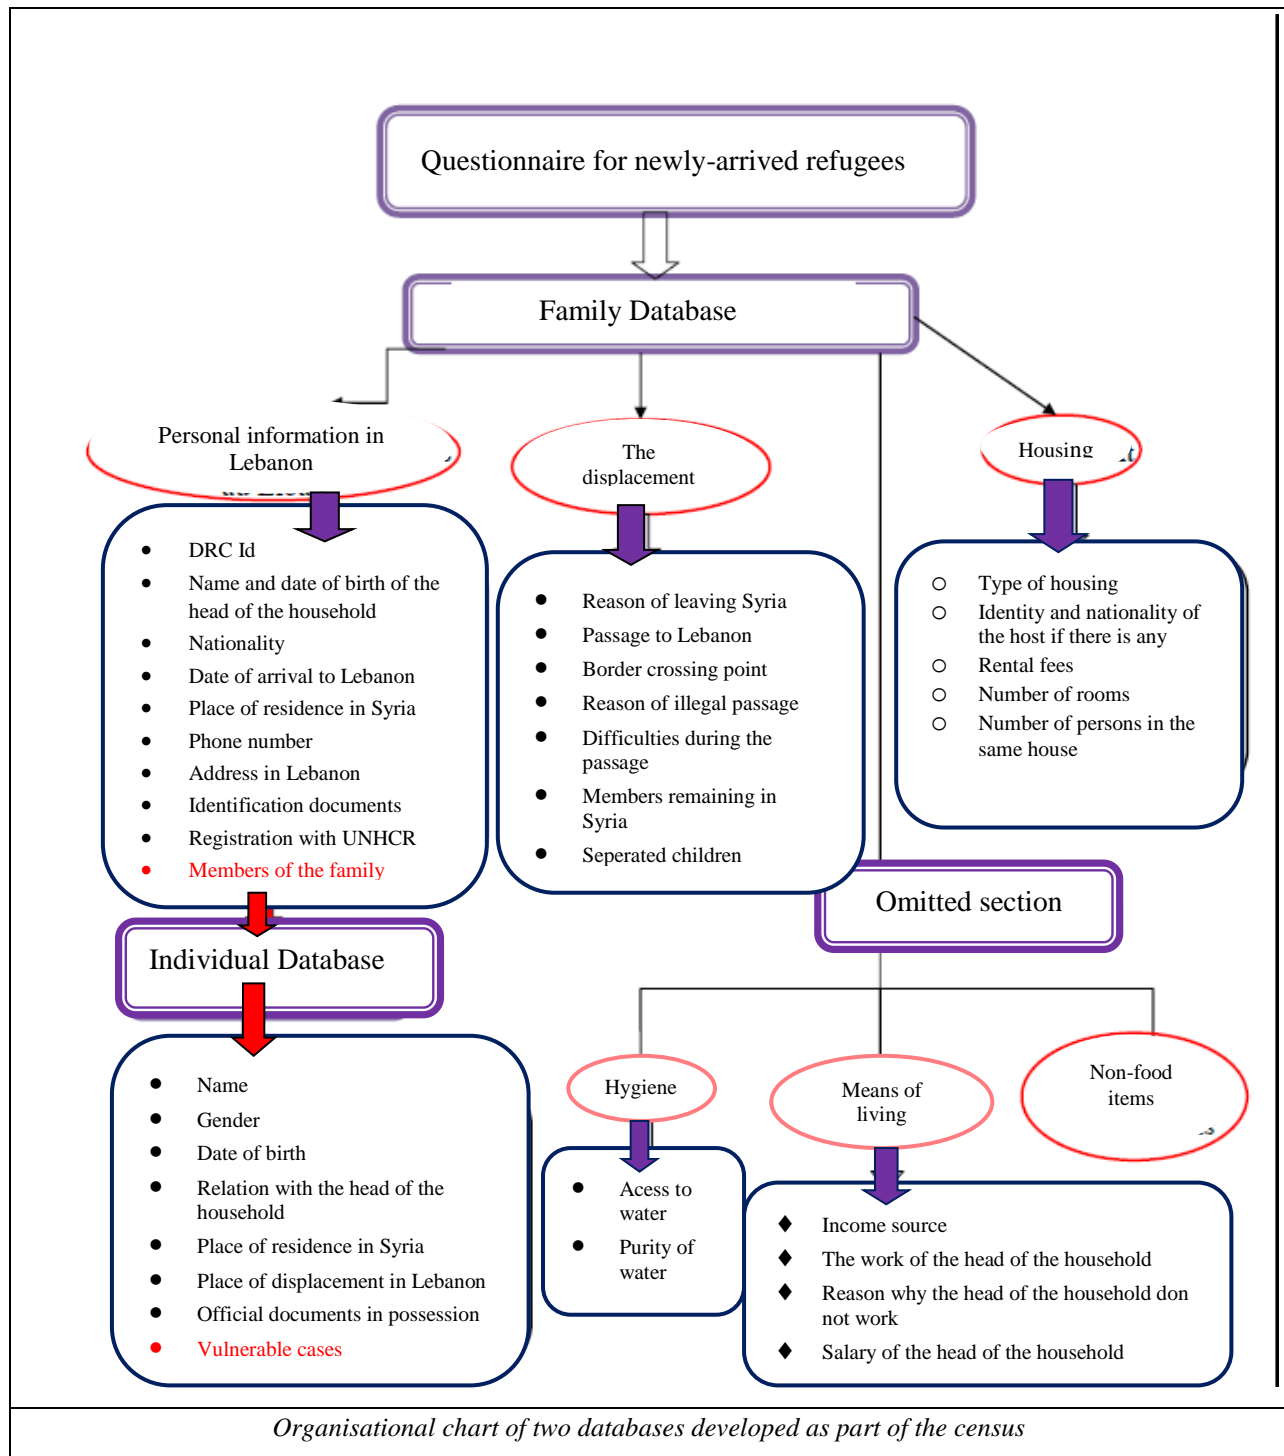 Questionnaire for newly-arrived refugees
Family Database
Personal information in
Lebanon
The
displacement
Housing
• DRC Id
• Name and date of birth of the
head of the household
• Nationality
• Date of arrival to Lebanon
• Place of residence in Syria
• Phone number
• Address in Lebanon
• Identification documents
• Registration with UNHCR
• Members of the family
• Reason of leaving Syria
• Passage to Lebanon
• Border crossing point
• Reason of illegal passage
• Difficulties during the
passage
• Members remaining in
Syria
• Seperated children
○ Type of housing
○ Identity and nationality of
the host if there is any
○ Rental fees
○ Number of rooms
○ Number of persons in the
same house
Omitted section
Individual Database
• Name
• Gender
• Date of birth
• Relation with the head of the
household
• Place of residence in Syria
• Place of displacement in Lebanon
• Official documents in possession
• Vulnerable cases
Hygiene
Means of
living
Non-food
items
• Acess to
water
• Purity of
water
♦ Income source
♦ The work of the head of the household
♦ Reason why the head of the household don
not work
♦ Salary of the head of the household
Organisational chart of two databases developed as part of the census